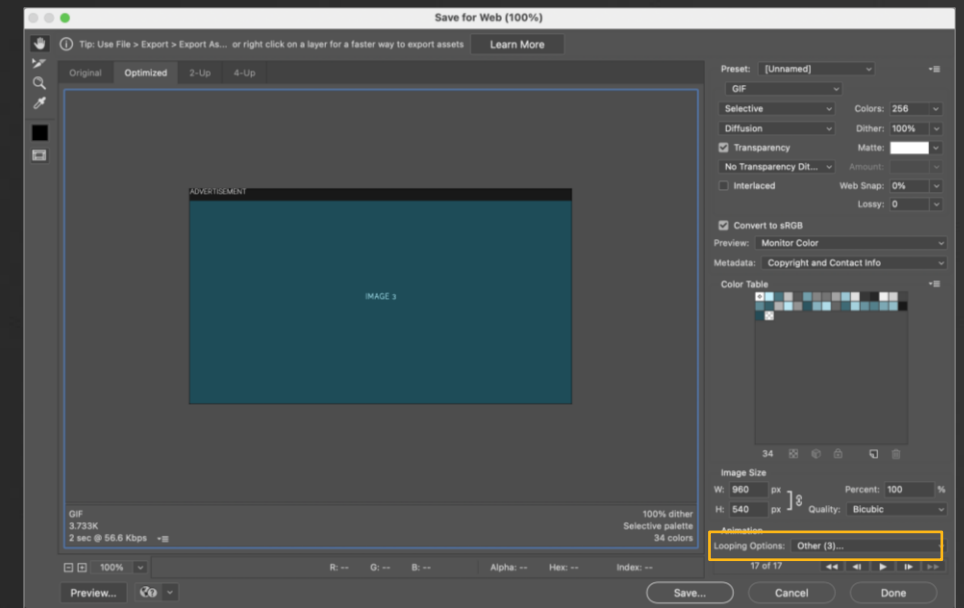 Save for Web (100%)
Tip: Use File > Export > Export As... or right click on a layer for a faster way to export assets
Learn More
Original
Optimized
2-Up
4-Up
ADVERTISEMENT
IMAGE 3
GIF
3.733K
2 sec @ 56.6 Kbps
100% dither
Selective palette
34 colors
100%
R: --
G: --
B: --
Alpha: --
Hex: --
Index: --
Preview...
Preset: [Unnamed]
GIF
Selective
Colors: 256
Diffusion
Dither: 100%
Transparency
Matte:
No Transparency Dit...
Amount:
Interlaced
Web Snap: 0%
Lossy: 0
Convert to sRGB
Preview: Monitor Color
Metadata: Copyright and Contact Info
Color Table
34
Image Size
W: 960 px
Percent: 100 %
H: 540 px
Quality: Bicubic
Animation
Looping Options: Other (3)...
17 of 17
Save...
Cancel
Done